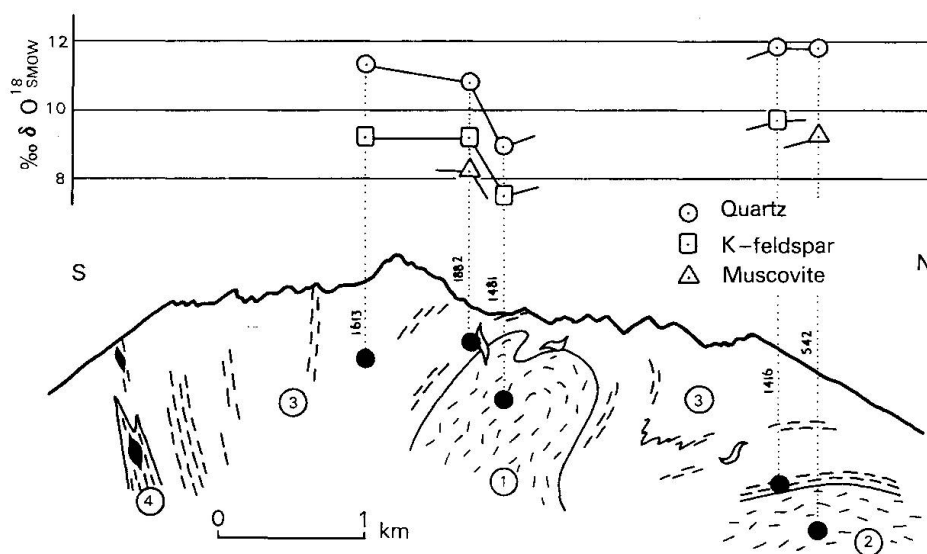 ‰ δ O18 SMOW
12
10
8
Quartz
K-feldspar
Muscovite
S
N
1613
1882
1481
1416
542
3
1
3
4
2
0 1
km